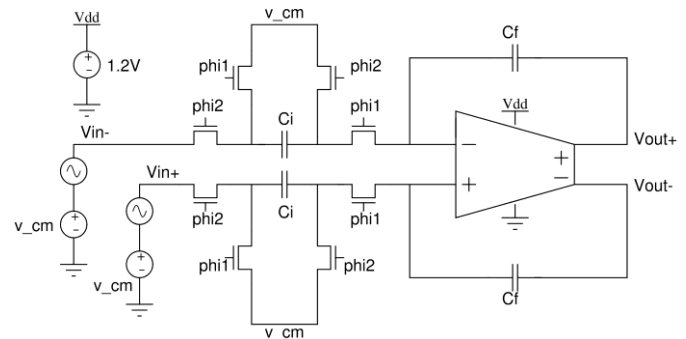 Vdd
v_cm
Cf
1.2V
phi1
phi2
phi2
phi1
Vdd
Vin-
Ci
Vout+
Vin+
Vout-
phi2
Ci
phi1
v_cm
phi1
phi2
v_cm
Cf
v_cm